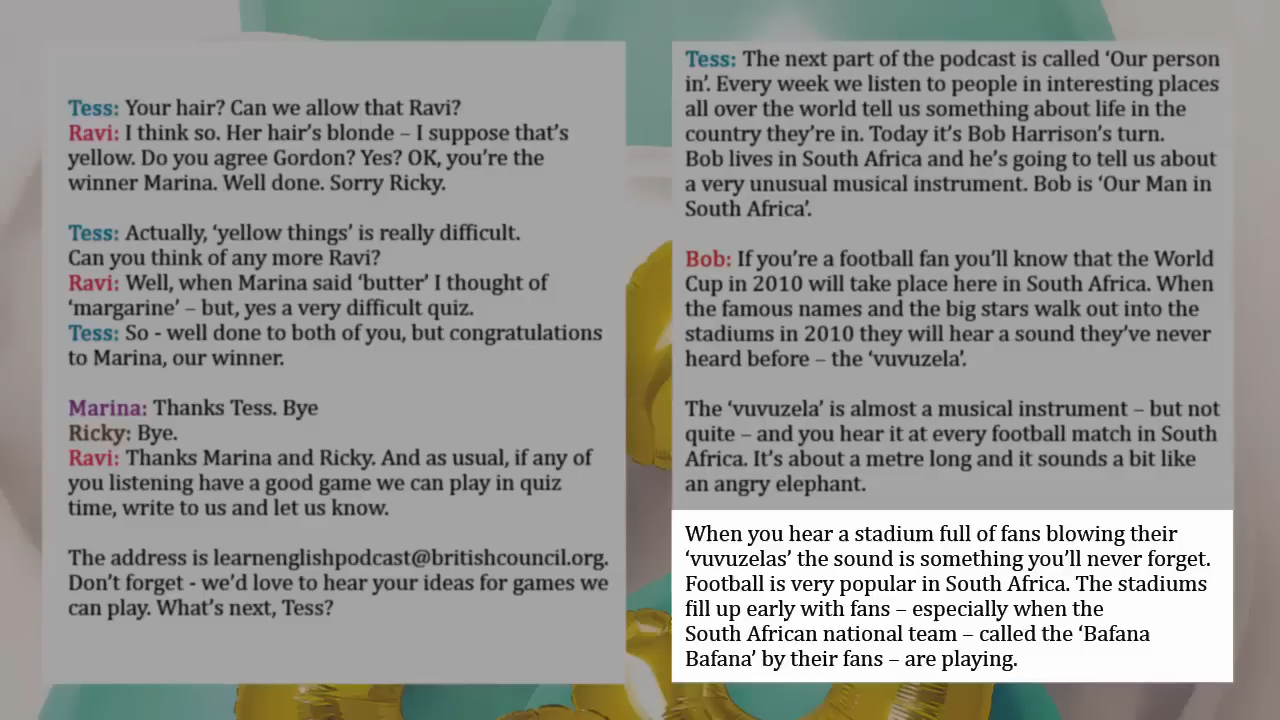 Tess: Your hair? Can we allow that Ravi?
Ravi: I think so. Her hair's blonde – I suppose that's
yellow. Do you agree Gordon? Yes? OK, you're the
winner Marina. Well done. Sorry Ricky.
Tess: Actually, 'yellow things' is really difficult.
Can you think of any more Ravi?
Ravi: Well, when Marina said 'butter' I thought of
'margarine' – but, yes a very difficult quiz.
Tess: So - well done to both of you, but congratulations
to Marina, our winner.
Marina: Thanks Tess. Bye
Ricky: Bye.
Ravi: Thanks Marina and Ricky. And as usual, if any of
you listening have a good game we can play in quiz
time, write to us and let us know.
The address is learnenglishpodcast@britishcouncil.org.
Don't forget - we'd love to hear your ideas for games we
can play. What's next, Tess?
Tess: The next part of the podcast is called 'Our person
in'. Every week we listen to people in interesting places
all over the world tell us something about life in the
country they're in. Today it's Bob Harrison's turn.
Bob lives in South Africa and he's going to tell us about
a very unusual musical instrument. Bob is 'Our Man in
South Africa'.
Bob: If you're a football fan you'll know that the World
Cup in 2010 will take place here in South Africa. When
the famous names and the big stars walk out into the
stadiums in 2010 they will hear a sound they've never
heard before – the 'vuvuzela'.
The 'vuvuzela' is almost a musical instrument – but not
quite – and you hear it at every football match in South
Africa. It's about a metre long and it sounds a bit like
an angry elephant.
When you hear a stadium full of fans blowing their
'vuvuzelas' the sound is something you'll never forget.
Football is very popular in South Africa. The stadiums
fill up early with fans – especially when the
South African national team – called the 'Bafana
Bafana' by their fans – are playing.